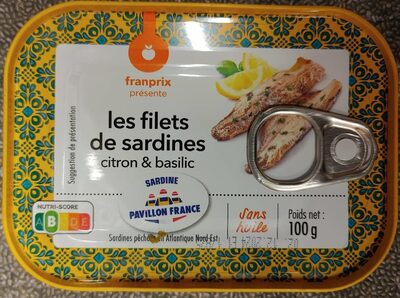 franprix
présente
les filets
de sardines
citron & basilic
Suggestion de présentation
SARDINE
PAVILLON FRANCE
NUTRI-SCORE
A B C D E
Sans
huile
Poids net :
100 g
Sardines pêchées en Atlantique Nord-Est